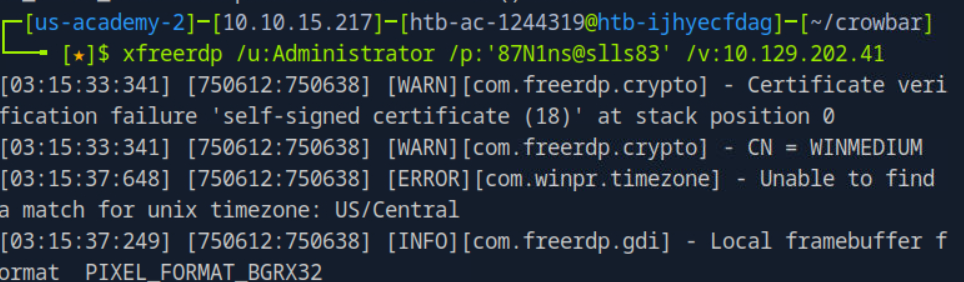 [us-academy-2]─[10.10.15.217]─[htb-ac-1244319@htb-ijhyecfdag]─[~/crowbar]
[★]$ xfreerdp /u:Administrator /p:'87N1ns@slls83' /v:10.129.202.41
[03:15:33:341] [750612:750638] [WARN][com.freerdp.crypto] - Certificate veri
fication failure 'self-signed certificate (18)' at stack position 0
[03:15:33:341] [750612:750638] [WARN][com.freerdp.crypto] - CN = WINMEDIUM
[03:15:37:648] [750612:750638] [ERROR][com.winpr.timezone] - Unable to find
a match for unix timezone: US/Central
[03:15:37:249] [750612:750638] [INFO][com.freerdp.gdi] - Local framebuffer f
ormat  PIXEL_FORMAT_BGRX32